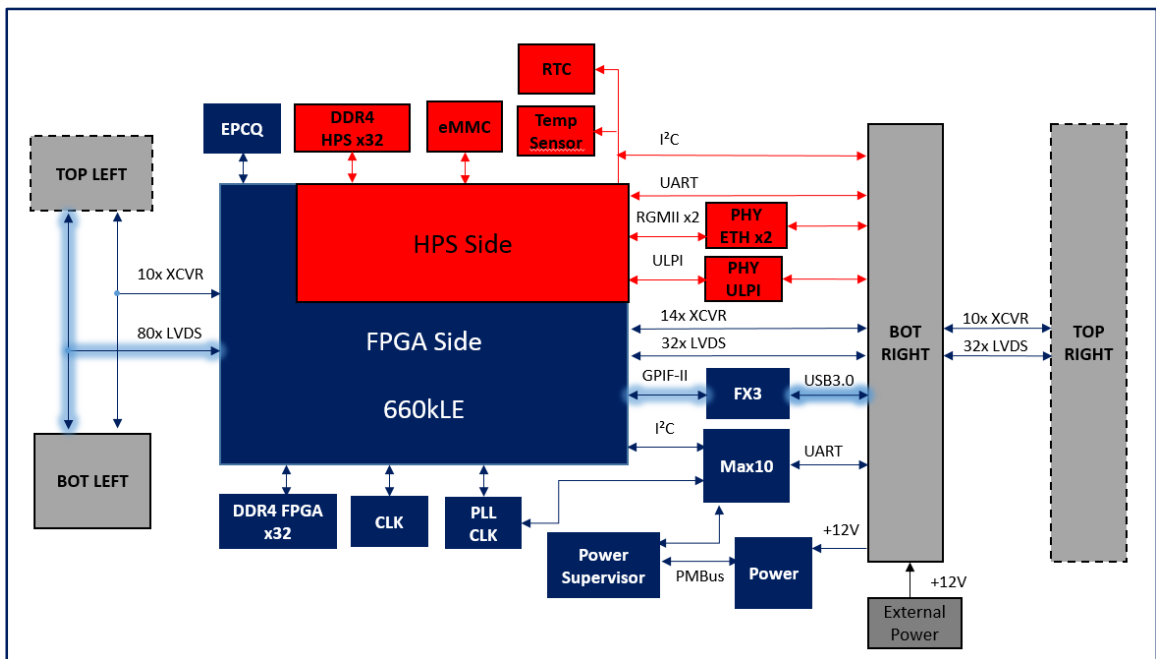 RTC
EPCQ
DDR4
HPS x32
eMMC
Temp
Sensor
I²C
TOP LEFT
UART
RGMII x2
PHY
ETH x2
HPS Side
ULPI
PHY
ULPI
10x XCVR
14x XCVR
80x LVDS
FPGA Side
32x LVDS
BOT
RIGHT
10x XCVR
32x LVDS
TOP
RIGHT
GPIF-II
FX3
USB3.0
660kLE
I²C
Max10
UART
BOT LEFT
DDR4 FPGA
x32
CLK
PLL
CLK
+12V
Power
Supervisor
PMBus
Power
+12V
External
Power